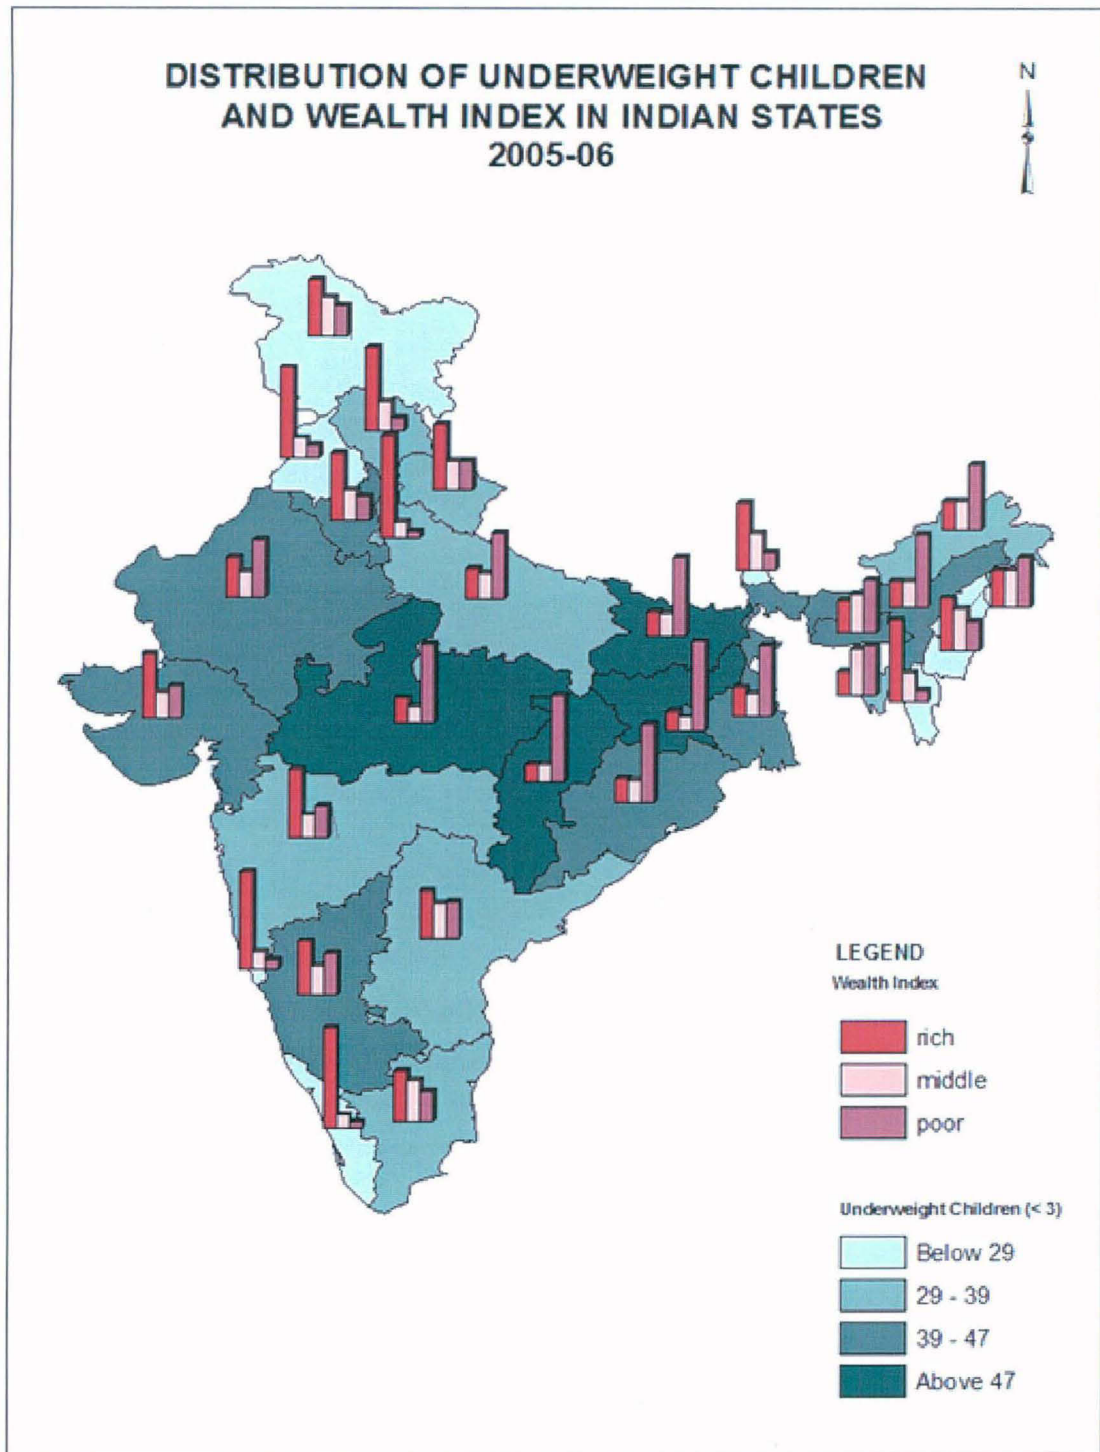 DISTRIBUTION OF UNDERWEIGHT CHILDREN
AND WEALTH INDEX IN INDIAN STATES
2005-06
N
LEGEND
Wealth Index
rich
middle
poor
Underweight Children (< 3)
Below 29
29 - 39
39 - 47
Above 47